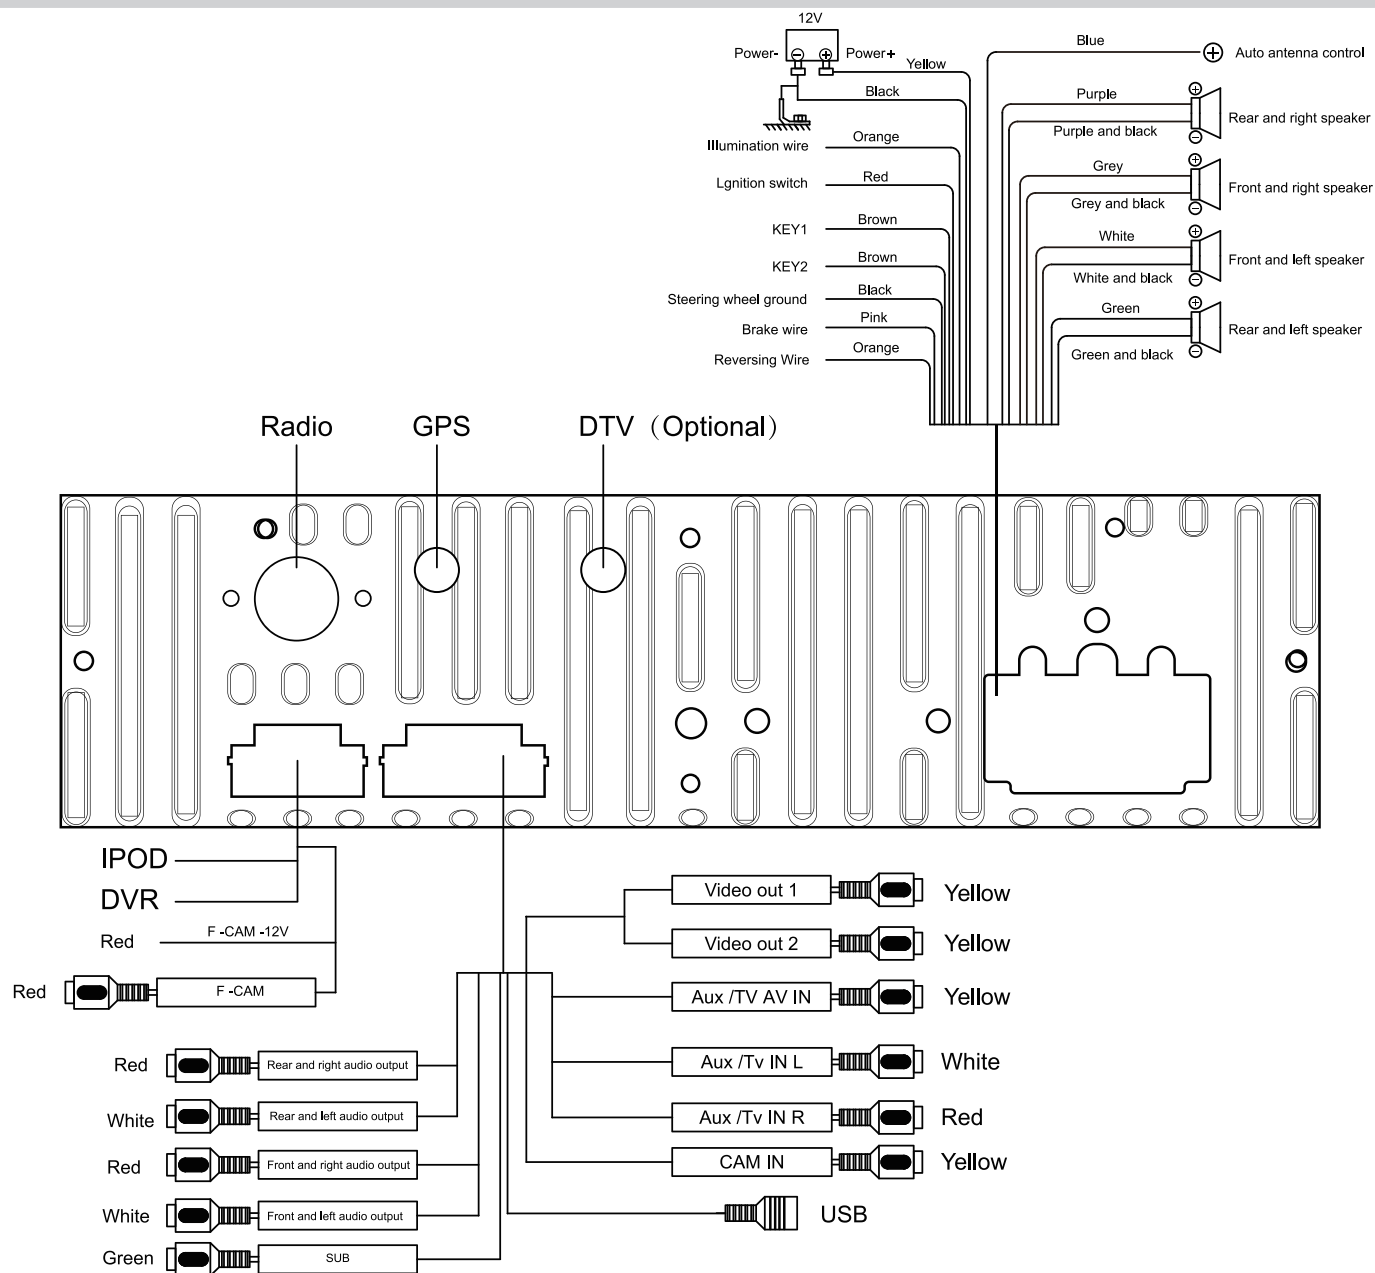 12V
Power-
Power+
Yellow
Black
Illumination wire
Orange
Lgnition switch
Red
KEY1
Brown
KEY2
Brown
Steering wheel ground
Black
Brake wire
Pink
Reversing Wire
Orange
Blue
Auto antenna control
Purple
Purple and black
Rear and right speaker
Grey
Grey and black
Front and right speaker
White
White and black
Front and left speaker
Green
Green and black
Rear and left speaker
Radio
GPS
DTV（Optional）
IPOD
DVR
Red
F -CAM -12V
Red
F -CAM
Red
Rear and right audio output
White
Rear and left audio output
Red
Front and right audio output
White
Front and left audio output
Green
SUB
Video out 1
Yellow
Video out 2
Yellow
Aux /TV AV IN
Yellow
Aux /Tv IN L
White
Aux /Tv IN R
Red
CAM IN
Yellow
USB